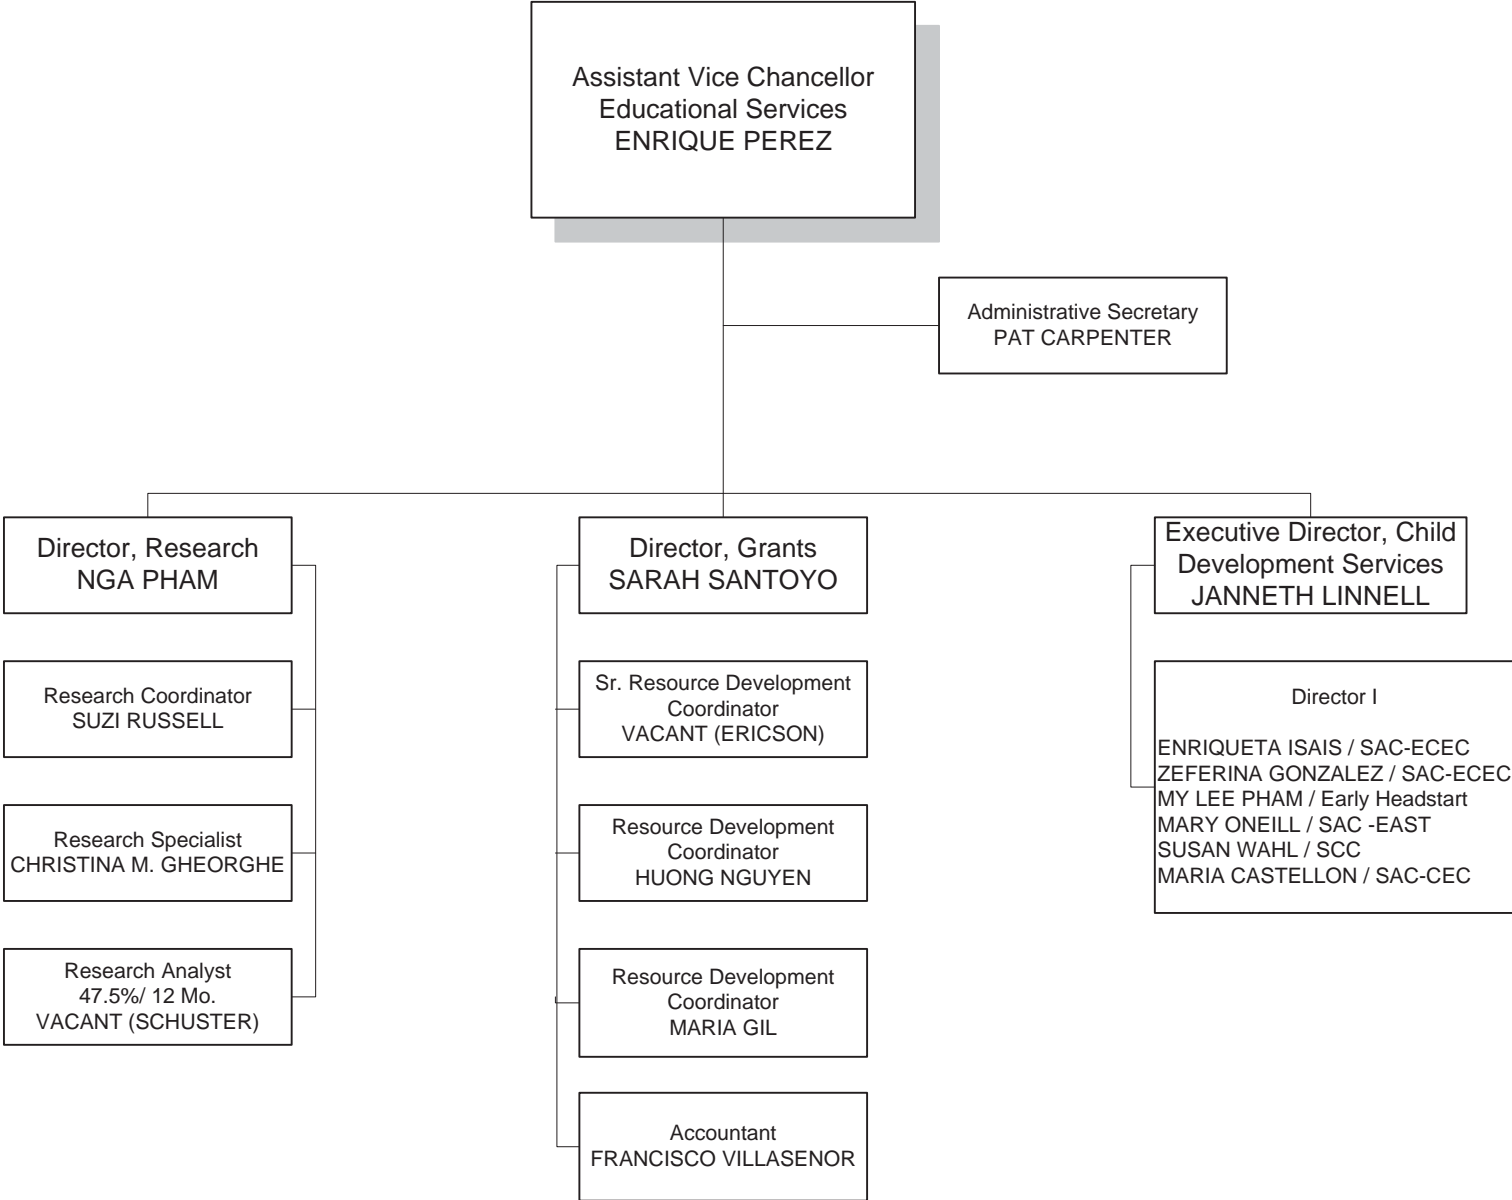 Assistant Vice Chancellor
Educational Services
ENRIQUE PEREZ
Administrative Secretary
PAT CARPENTER
Director, Research
NGA PHAM
Director, Grants
SARAH SANTOYO
Executive Director, Child
Development Services
JANNETH LINNELL
Research Coordinator
SUZI RUSSELL
Research Specialist
CHRISTINA M. GHEORGHE
Research Analyst
47.5%/ 12 Mo.
VACANT (SCHUSTER)
Sr. Resource Development
Coordinator
VACANT (ERICSON)
Resource Development
Coordinator
HUONG NGUYEN
Resource Development
Coordinator
MARIA GIL
Accountant
FRANCISCO VILLASENOR
Director I
ENRIQUETA ISAIS / SAC-ECEC
ZEFERINA GONZALEZ / SAC-ECEC
MY LEE PHAM / Early Headstart
MARY ONEILL / SAC -EAST
SUSAN WAHL / SCC
MARIA CASTELLON / SAC-CEC